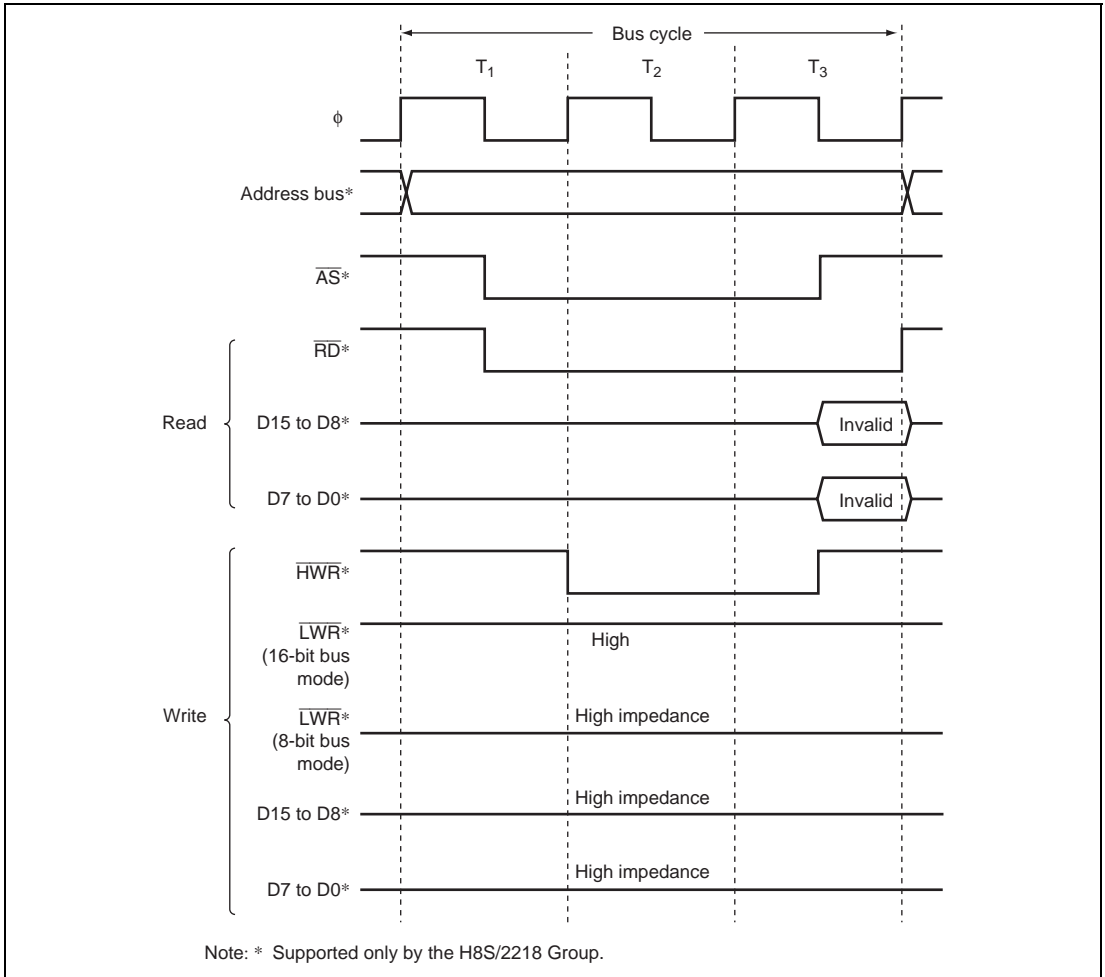 Bus cycle
T1 T2 T3
ϕ
Address bus*
AS*
RD*
Read
D15 to D8* Invalid
D7 to D0* Invalid
HWR*
LWR*
(16-bit bus
mode)
High
Write
LWR*
(8-bit bus
mode)
High impedance
D15 to D8* High impedance
D7 to D0* High impedance
Note: * Supported only by the H8S/2218 Group.